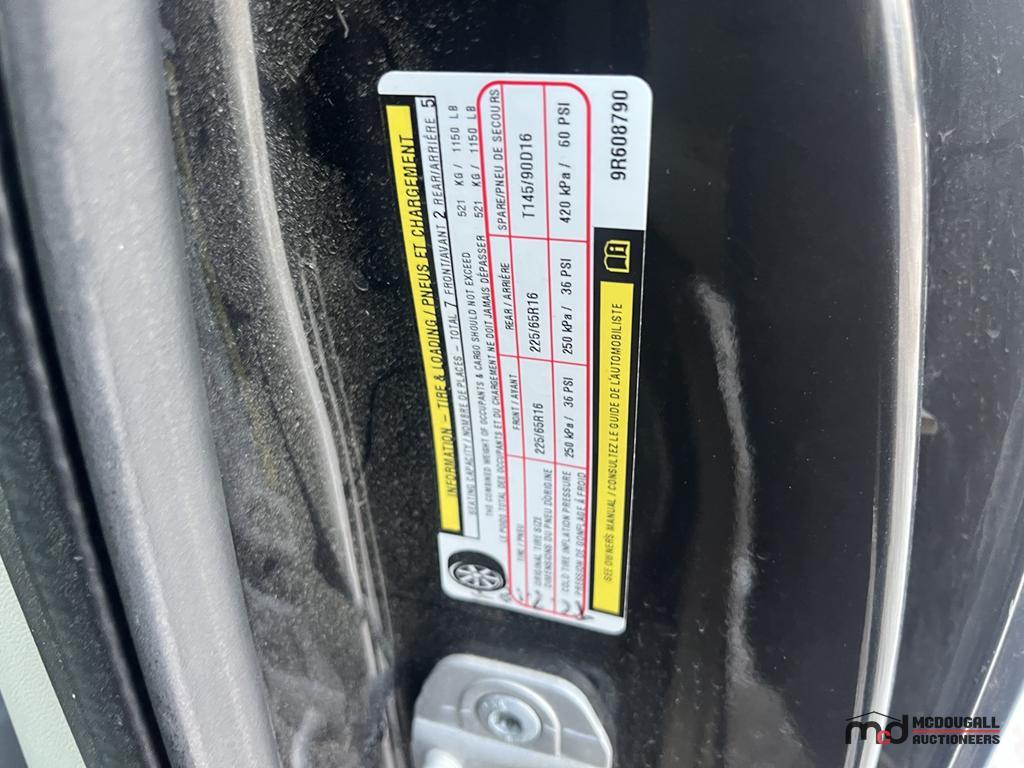 INFORMATION - TIRE & LOADING / PNEUS ET CHARGEMENT
SEATING CAPACITY / NOMBRE DE PLACES - TOTAL 7 FRONT/AVANT 2 REAR/ARRIÈRE 5
THE COMBINED WEIGHT OF OCCUPANTS & CARGO SHOULD NOT EXCEED 521 KG / 1150 LB
LE POIDS TOTAL DES OCCUPANTS ET DU CHARGEMENT NE DOIT JAMAIS DÉPASSER 521 KG / 1150 LB
TIRE / PNEU FRONT / AVANT REAR / ARRIÈRE SPARE/PNEU DE SECOURS
ORIGINAL TIRE SIZE 225/65R16 225/65R16 T145/90D16
DIMENSIONS DU PNEU D'ORIGINE
COLD TIRE INFLATION PRESSURE 250 kPa / 36 PSI 250 kPa / 36 PSI 420 kPa / 60 PSI
PRESSION DE GONFLAGE À FROID
SEE OWNERS MANUAL / CONSULTEZ LE GUIDE DE L'AUTOMOBILISTE
9R608790
mcd MCDOUGALL
AUCTIONEERS